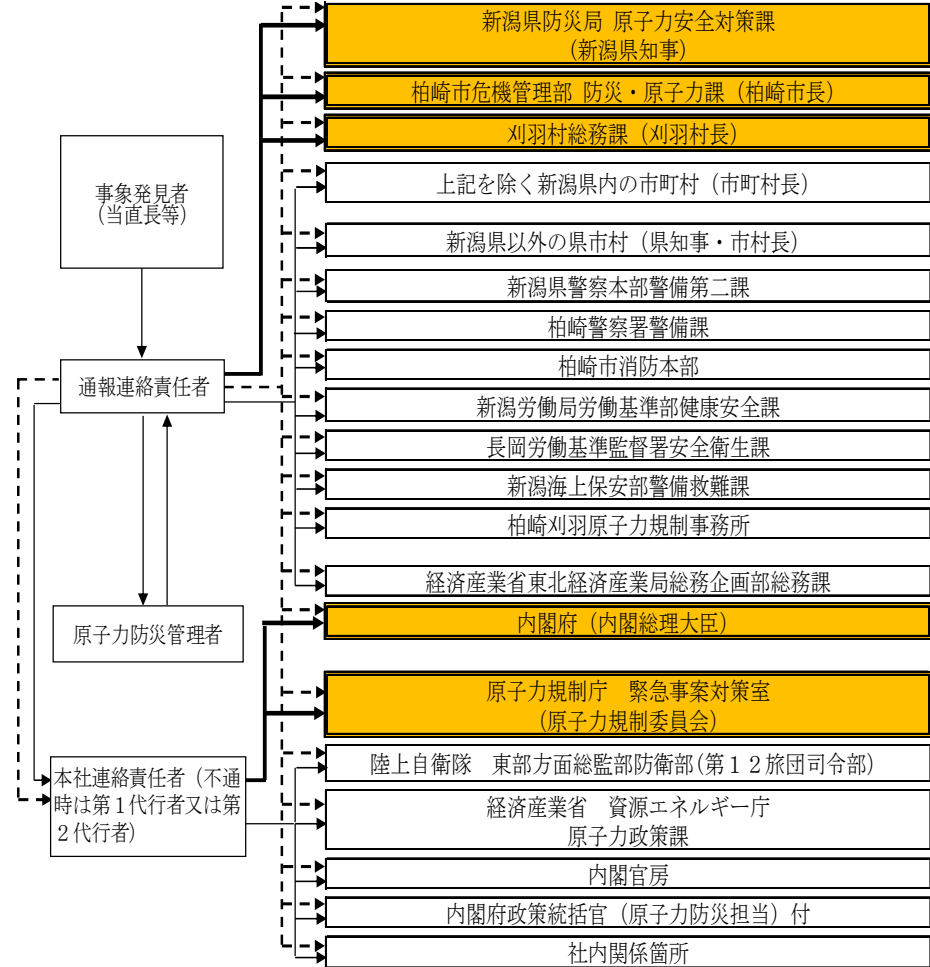 新潟県防災局 原子力安全対策課
(新潟県知事)
柏崎市危機管理部 防災・原子力課（柏崎市長）
刈羽村総務課（刈羽村長）
事象発見者
(当直長等)
上記を除く新潟県内の市町村（市町村長）
新潟県以外の県市村（県知事・市村長）
新潟県警察本部警備第二課
柏崎警察署警備課
柏崎市消防本部
通報連絡責任者
新潟労働局労働基準部健康安全課
長岡労働基準監督署安全衛生課
新潟海上保安部警備救難課
柏崎刈羽原子力規制事務所
経済産業省東北経済産業局総務企画部総務課
原子力防災管理者
内閣府（内閣総理大臣）
原子力規制庁　緊急事案対策室
(原子力規制委員会)
本社連絡責任者（不通
時は第１代行者又は第
２代行者）
陸上自衛隊　東部方面総監部防衛部(第１２旅団司令部)
経済産業省　資源エネルギー庁
原子力政策課
内閣官房
内閣府政策統括官（原子力防災担当）付
社内関係箇所